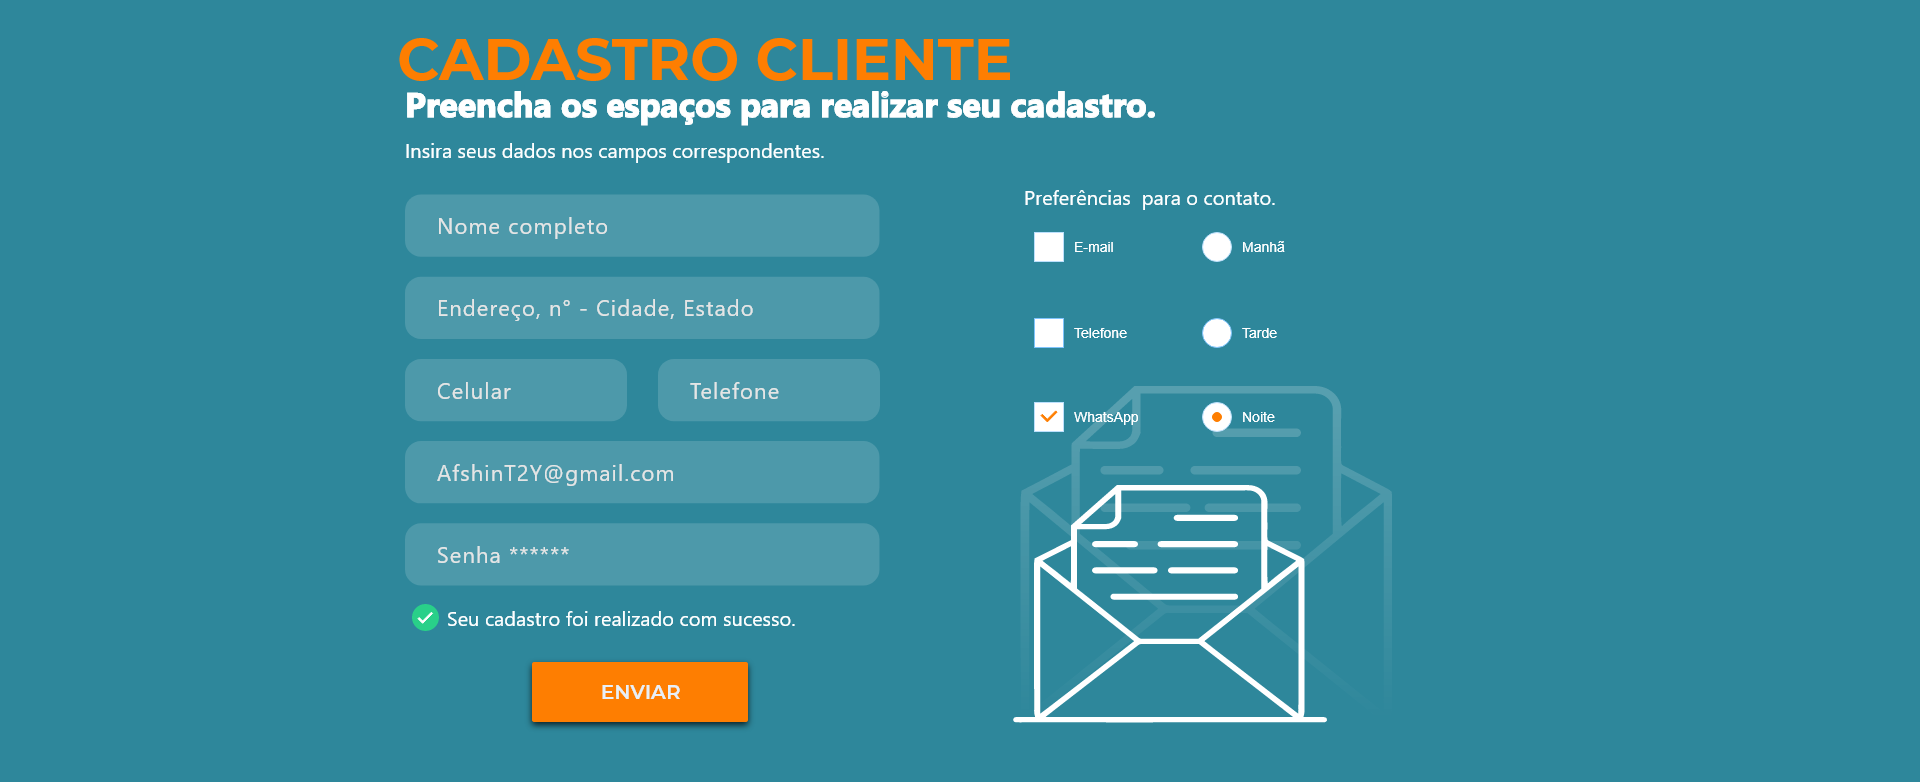 CADASTRO CLIENTE
Preencha os espaços para realizar seu cadastro.
Insira seus dados nos campos correspondentes.
Nome completo
Endereço, n° - Cidade, Estado
Celular
Telefone
AfshinT2Y@gmail.com
Senha ******
Seu cadastro foi realizado com sucesso.
ENVIAR
Preferências  para o contato.
E-mail
Manhã
Telefone
Tarde
WhatsApp
Noite